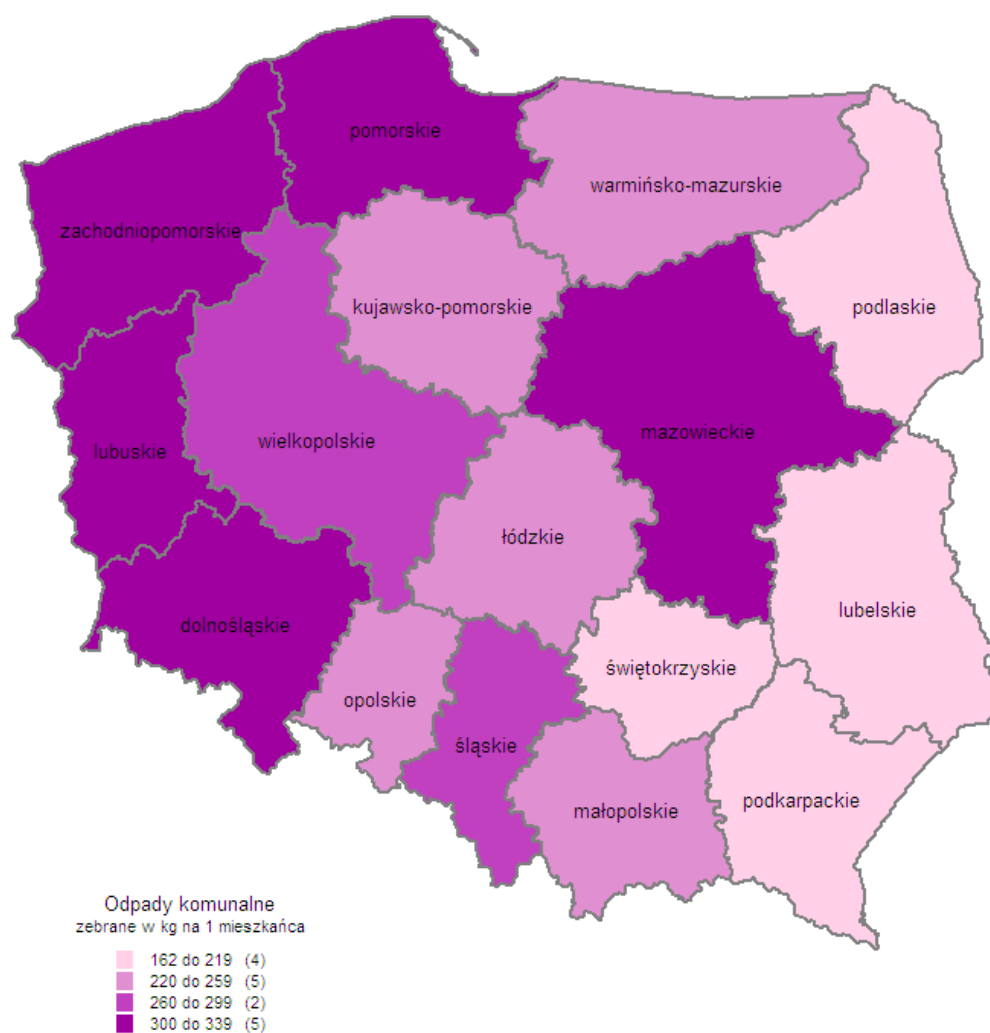 pomorskie
warmińsko-mazurskie
zachodniopomorskie
kujawsko-pomorskie
podlaskie
wielkopolskie
mazowieckie
lubuskie
łódzkie
lubelskie
dolnośląskie
świętokrzyskie
opolskie
śląskie
podkarpackie
małopolskie
Odpady komunalne
zebrane w kg na 1 mieszkańca
162 do 219 (4)
220 do 259 (5)
260 do 299 (2)
300 do 339 (5)